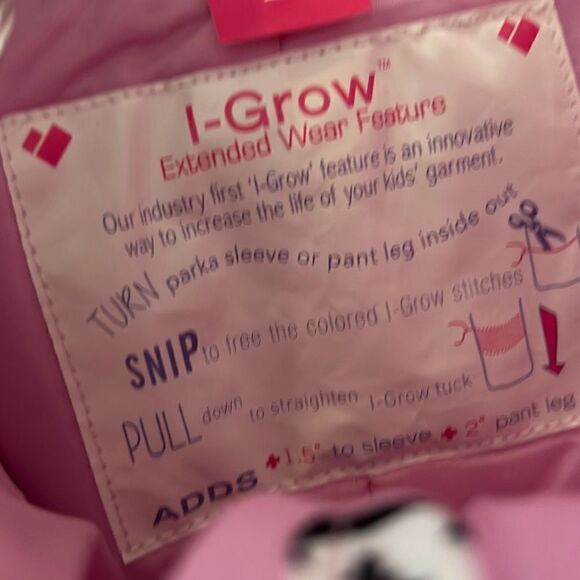 I-Grow™
Extended Wear Feature
Our industry first 'I-Grow' feature is an innovative
way to increase the life of your kids' garment.
TURN parka sleeve or pant leg inside out
SNIP to free the colored I-Grow stitches
PULL down to straighten I-Grow tuck
ADDS +1.5" to sleeve + 2" pant leg